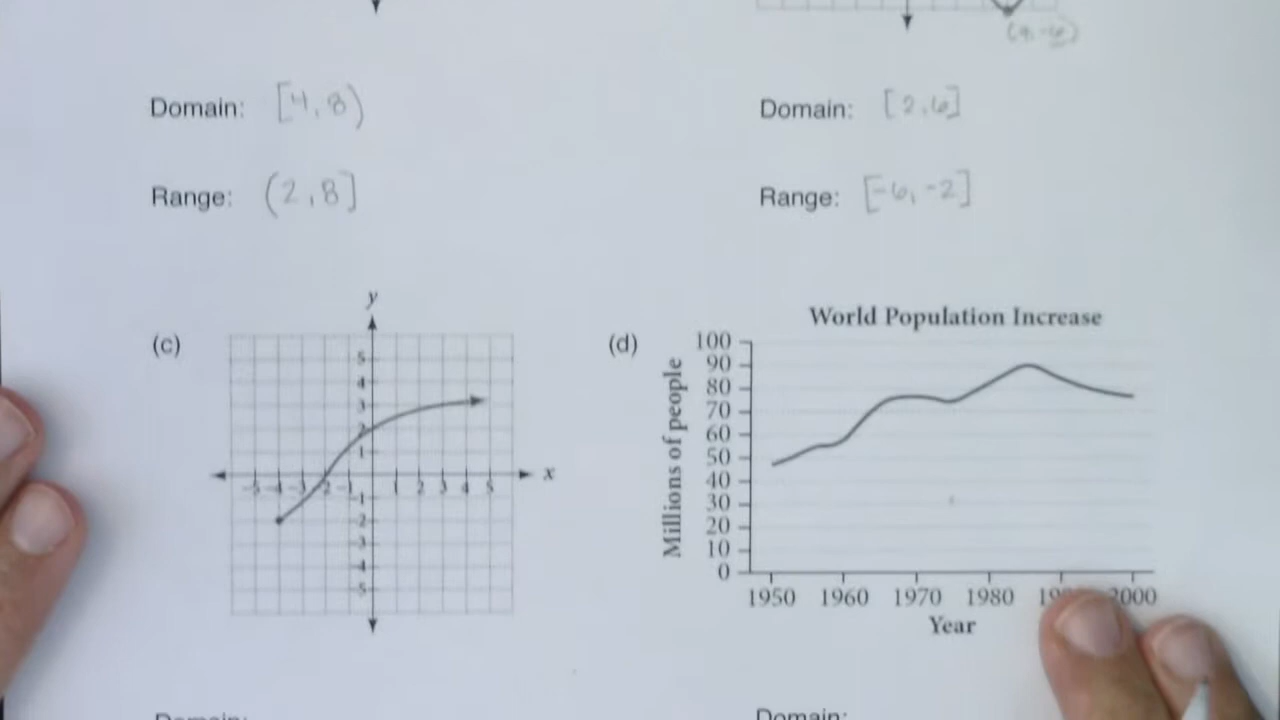 (9, -6)
Domain: [4, 8)
Domain: [2, 6]
Range: (2, 8]
Range: [-6, -2]
(c)
y
5
4
3
2
1
-5 -4 -3 -2 -1 1 2 3 4 5 x
-1
-2
-3
-4
-5
(d)
World Population Increase
Millions of people
100
90
80
70
60
50
40
30
20
10
0
1950 1960 1970 1980 2000
Year
Domain:
Domain: